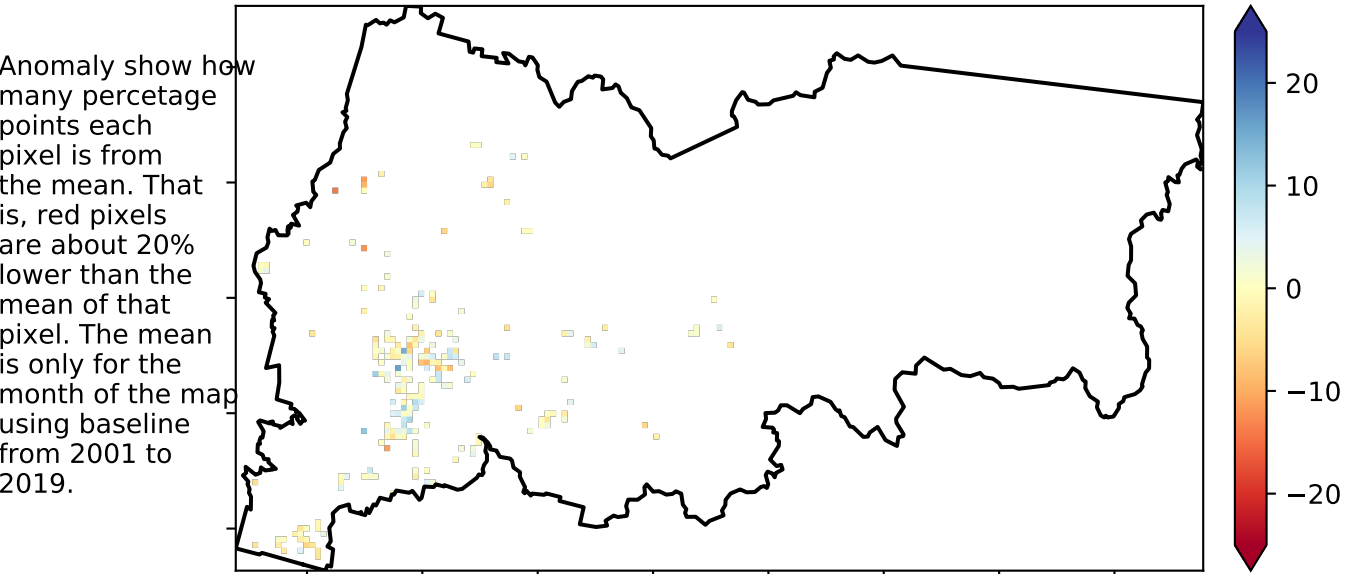 Anomaly show how
many percetage
points each
pixel is from
the mean. That
is, red pixels
are about 20%
lower than the
mean of that
pixel. The mean
is only for the
month of the map
using baseline
from 2001 to
2019.
20
10
0
−10
−20